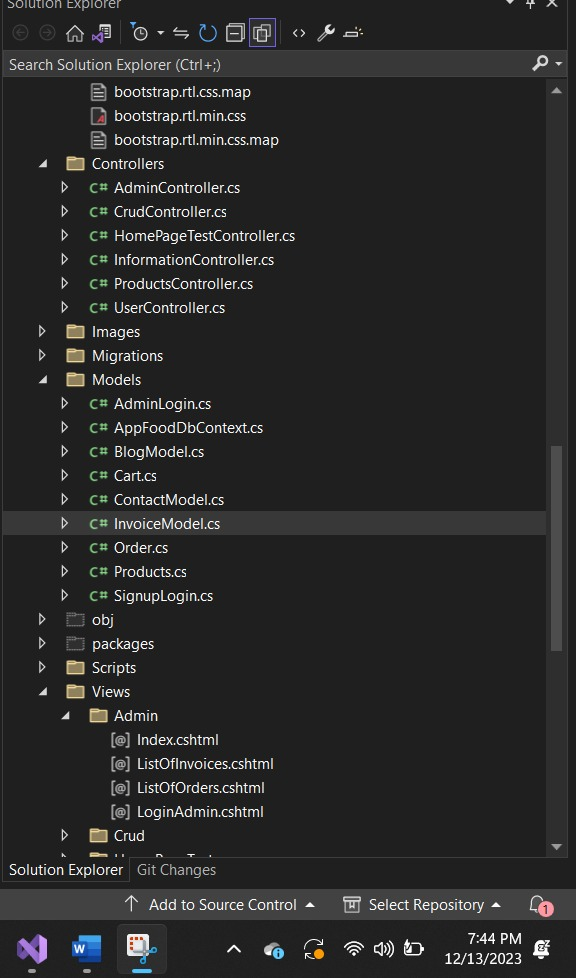 Solution Explorer
Search Solution Explorer (Ctrl+;)
bootstrap.rtl.css.map
bootstrap.rtl.min.css
bootstrap.rtl.min.css.map
Controllers
C# AdminController.cs
C# CrudController.cs
C# HomePageTestController.cs
C# InformationController.cs
C# ProductsController.cs
C# UserController.cs
Images
Migrations
Models
C# AdminLogin.cs
C# AppFoodDbContext.cs
C# BlogModel.cs
C# Cart.cs
C# ContactModel.cs
C# InvoiceModel.cs
C# Order.cs
C# Products.cs
C# SignupLogin.cs
obj
packages
Scripts
Views
Admin
[@] Index.cshtml
[@] ListOfInvoices.cshtml
[@] ListOfOrders.cshtml
[@] LoginAdmin.cshtml
Crud
Solution Explorer Git Changes
Add to Source Control Select Repository 1
W 7:44 PM
12/13/2023